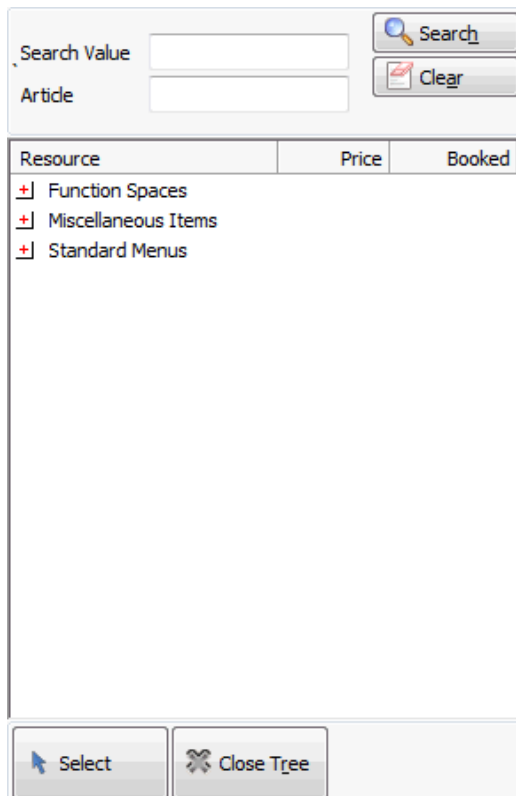 Search Value
Search
Article
Clear
Resource Price Booked
Function Spaces
Miscellaneous Items
Standard Menus
Select Close Tree